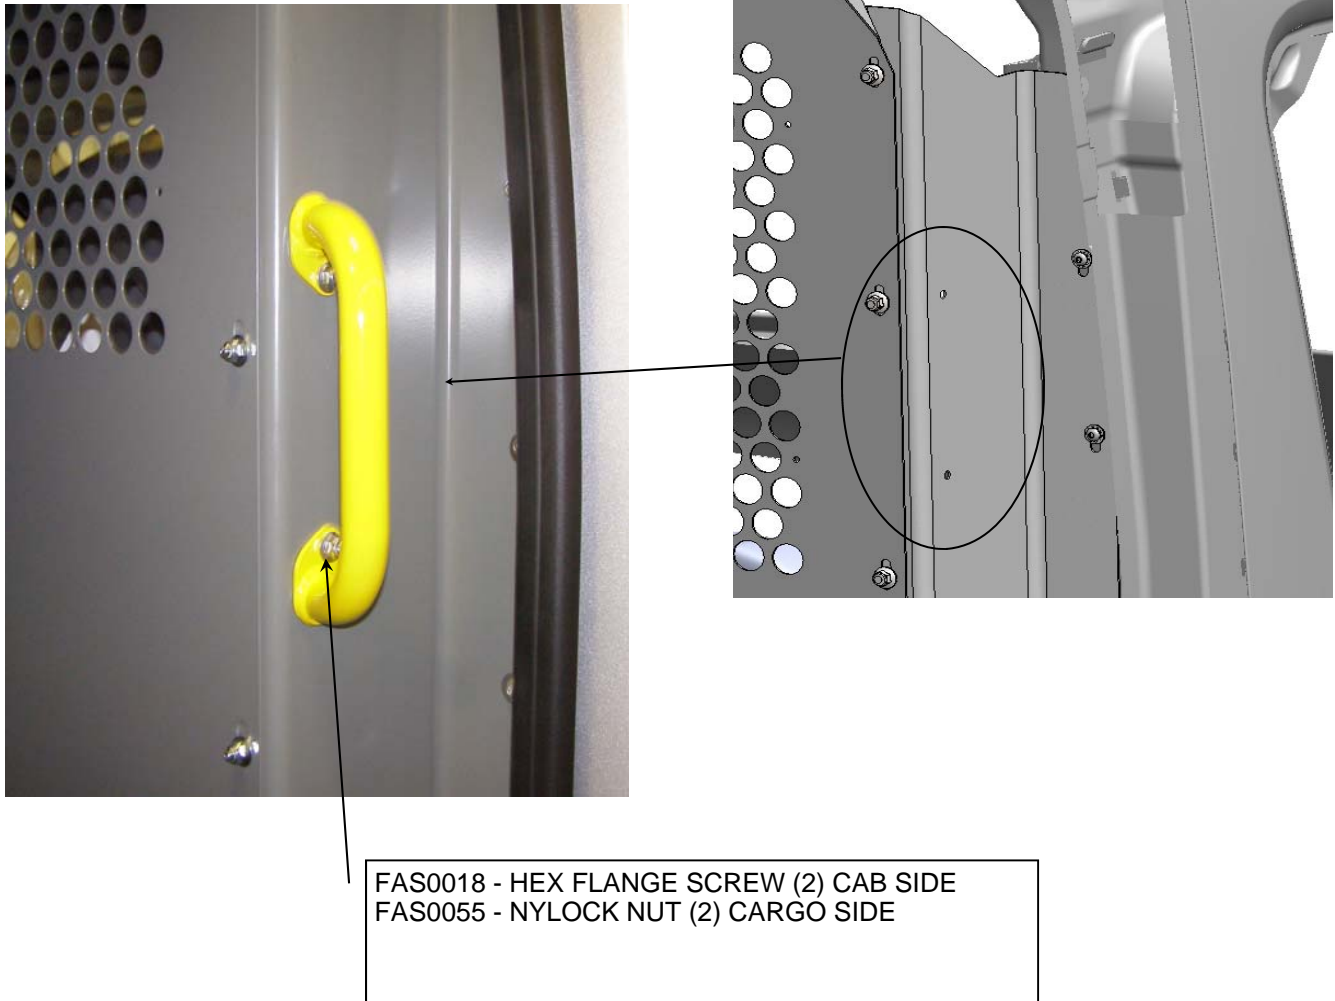 FAS0018 - HEX FLANGE SCREW (2) CAB SIDE
FAS0055 - NYLOCK NUT (2) CARGO SIDE